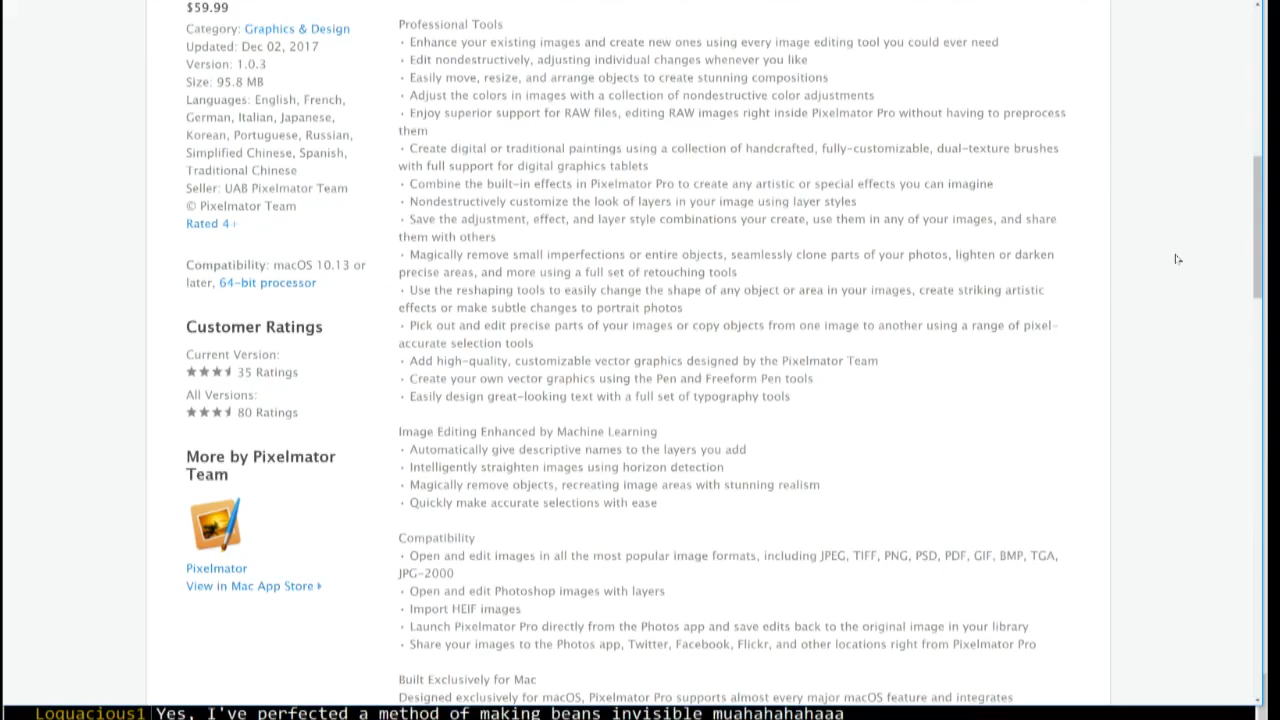 $59.99
Category: Graphics & Design
Updated: Dec 02, 2017
Version: 1.0.3
Size: 95.8 MB
Languages: English, French,
German, Italian, Japanese,
Korean, Portuguese, Russian,
Simplified Chinese, Spanish,
Traditional Chinese
Seller: UAB Pixelmator Team
© Pixelmator Team
Rated 4+
Compatibility: macOS 10.13 or
later, 64-bit processor
Customer Ratings
Current Version:
35 Ratings
All Versions:
80 Ratings
More by Pixelmator
Team
Pixelmator
View in Mac App Store
Professional Tools
• Enhance your existing images and create new ones using every image editing tool you could ever need
• Edit nondestructively, adjusting individual changes whenever you like
• Easily move, resize, and arrange objects to create stunning compositions
• Adjust the colors in images with a collection of nondestructive color adjustments
• Enjoy superior support for RAW files, editing RAW images right inside Pixelmator Pro without having to preprocess
them
• Create digital or traditional paintings using a collection of handcrafted, fully-customizable, dual-texture brushes
with full support for digital graphics tablets
• Combine the built-in effects in Pixelmator Pro to create any artistic or special effects you can imagine
• Nondestructively customize the look of layers in your image using layer styles
• Save the adjustment, effect, and layer style combinations your create, use them in any of your images, and share
them with others
• Magically remove small imperfections or entire objects, seamlessly clone parts of your photos, lighten or darken
precise areas, and more using a full set of retouching tools
• Use the reshaping tools to easily change the shape of any object or area in your images, create striking artistic
effects or make subtle changes to portrait photos
• Pick out and edit precise parts of your images or copy objects from one image to another using a range of pixel-
accurate selection tools
• Add high-quality, customizable vector graphics designed by the Pixelmator Team
• Create your own vector graphics using the Pen and Freeform Pen tools
• Easily design great-looking text with a full set of typography tools
Image Editing Enhanced by Machine Learning
• Automatically give descriptive names to the layers you add
• Intelligently straighten images using horizon detection
• Magically remove objects, recreating image areas with stunning realism
• Quickly make accurate selections with ease
Compatibility
• Open and edit images in all the most popular image formats, including JPEG, TIFF, PNG, PSD, PDF, GIF, BMP, TGA,
JPG-2000
• Open and edit Photoshop images with layers
• Import HEIF images
• Launch Pixelmator Pro directly from the Photos app and save edits back to the original image in your library
• Share your images to the Photos app, Twitter, Facebook, Flickr, and other locations right from Pixelmator Pro
Built Exclusively for Mac
Designed exclusively for macOS, Pixelmator Pro supports almost every major macOS feature and integrates
Loquacious1 Yes, I've perfected a method of making beans invisible muahahahahaaa